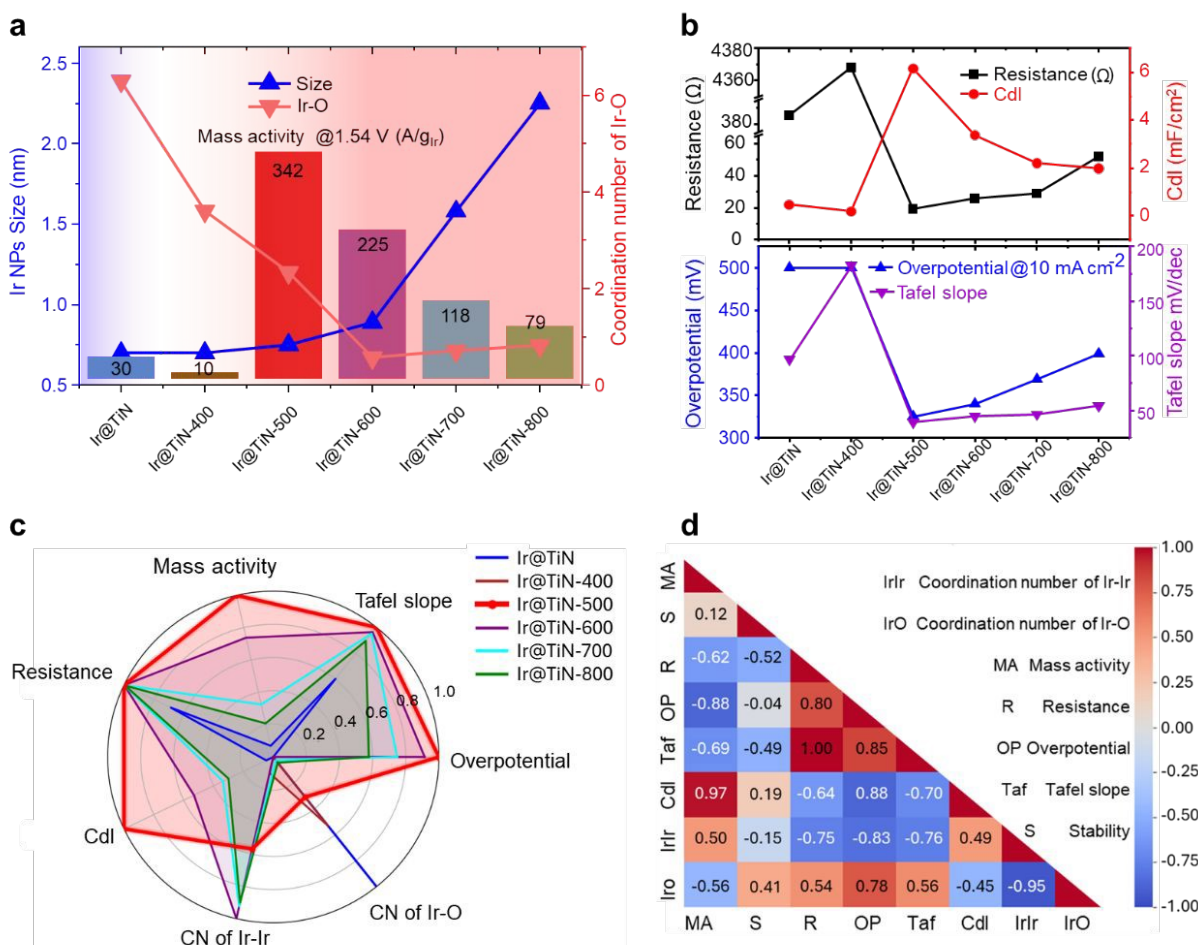 a
2.5
2.0
1.5
1.0
0.5
Ir NPs Size (nm)
Size
Ir-O
Mass activity @1.54 V (A/gIr)
30
10
342
225
118
79
6
4
2
0
Coordination number of Ir-O
Ir@TiN
Ir@TiN-400
Ir@TiN-500
Ir@TiN-600
Ir@TiN-700
Ir@TiN-800
b
4380
4360
380
60
40
20
0
Resistance (Ω)
Resistance (Ω)
Cdl
6
4
2
0
Cdl (mF/cm²)
500
450
400
350
300
Overpotential (mV)
Overpotential@10 mA cm-2
Tafel slope
200
150
100
50
Tafel slope mV/dec
Ir@TiN
Ir@TiN-400
Ir@TiN-500
Ir@TiN-600
Ir@TiN-700
Ir@TiN-800
c
Mass activity
Tafel slope
Resistance
Overpotential
Cdl
CN of Ir-O
CN of Ir-Ir
0.2
0.4
0.6
0.8
1.0
Ir@TiN
Ir@TiN-400
Ir@TiN-500
Ir@TiN-600
Ir@TiN-700
Ir@TiN-800
d
MA
S 0.12
R -0.62 -0.52
OP -0.88 -0.04 0.80
Taf -0.69 -0.49 1.00 0.85
Cdl 0.97 0.19 -0.64 0.88 -0.70
IrIr 0.50 -0.15 -0.75 -0.83 -0.76 0.49
Iro -0.56 0.41 0.54 0.78 0.56 -0.45 -0.95
MA S R OP Taf Cdl IrIr IrO
IrIr Coordination number of Ir-Ir
IrO Coordination number of Ir-O
MA Mass activity
R Resistance
OP Overpotential
Taf Tafel slope
S Stability
1.00
0.75
0.50
0.25
0.00
-0.25
-0.50
-0.75
-1.00